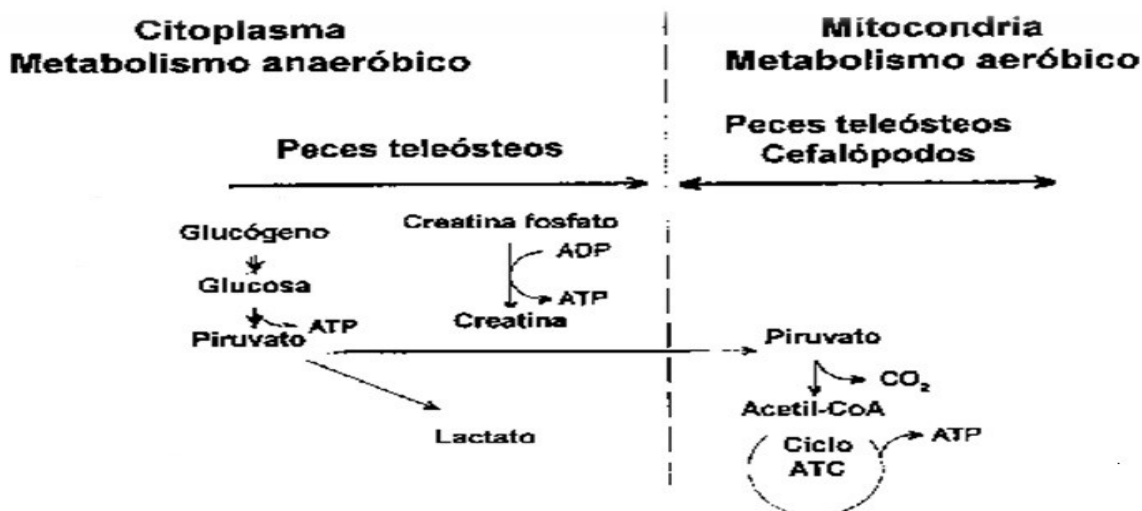 Citoplasma
Metabolismo anaeróbico
Mitocondria
Metabolismo aeróbico
Peces teleósteos
Peces teleósteos
Cefalópodos
Glucógeno
Glucosa
ATP
Piruvato
Creatina fosfato
ADP
ATP
Creatina
Lactato
Piruvato
CO₂
Acetil-CoA
Ciclo
ATC
ATP